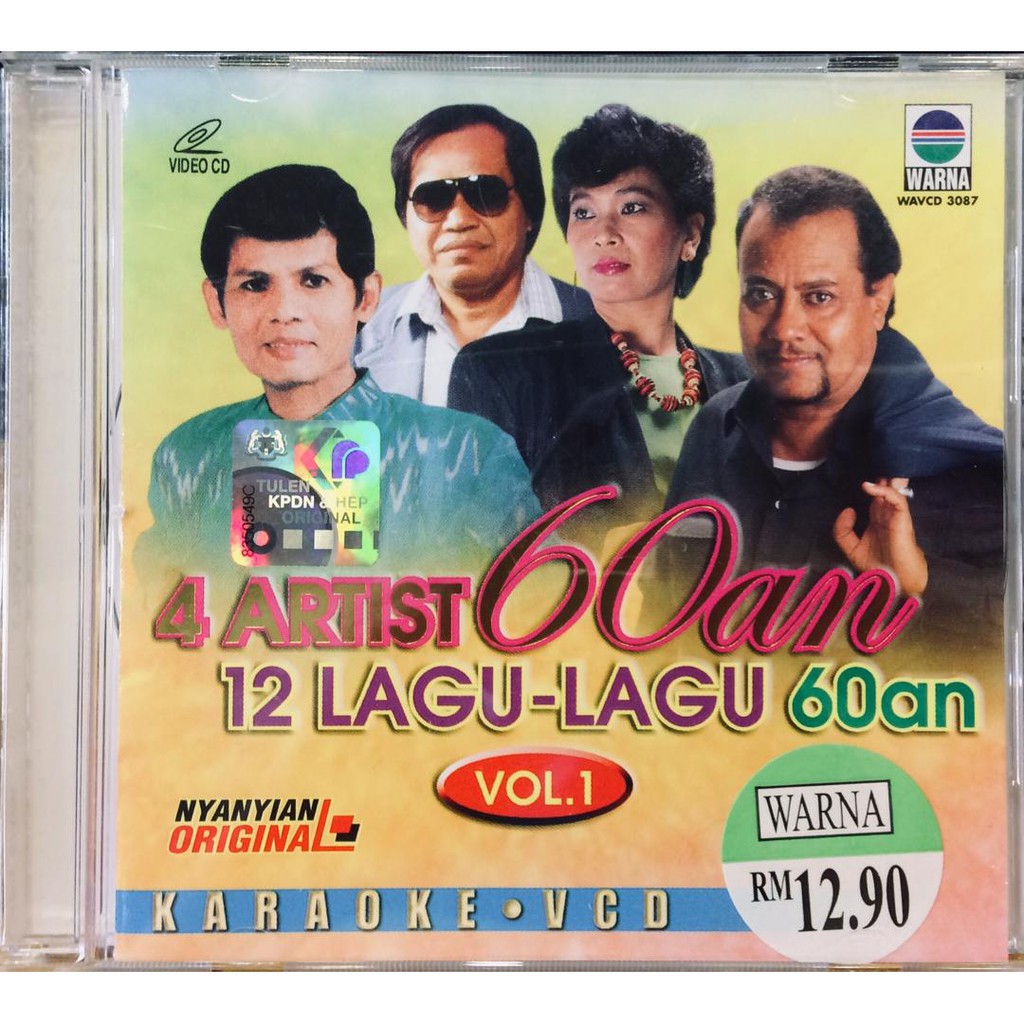 VIDEO CD
WARNA
WAVCD 3087
TULEN
KPDN & HEP
ORIGINAL
8350549C
4 ARTIST 60an
12 LAGU-LAGU 60an
VOL.1
NYANYIAN
ORIGINAL
WARNA
RM12.90
KARAOKE • VCD